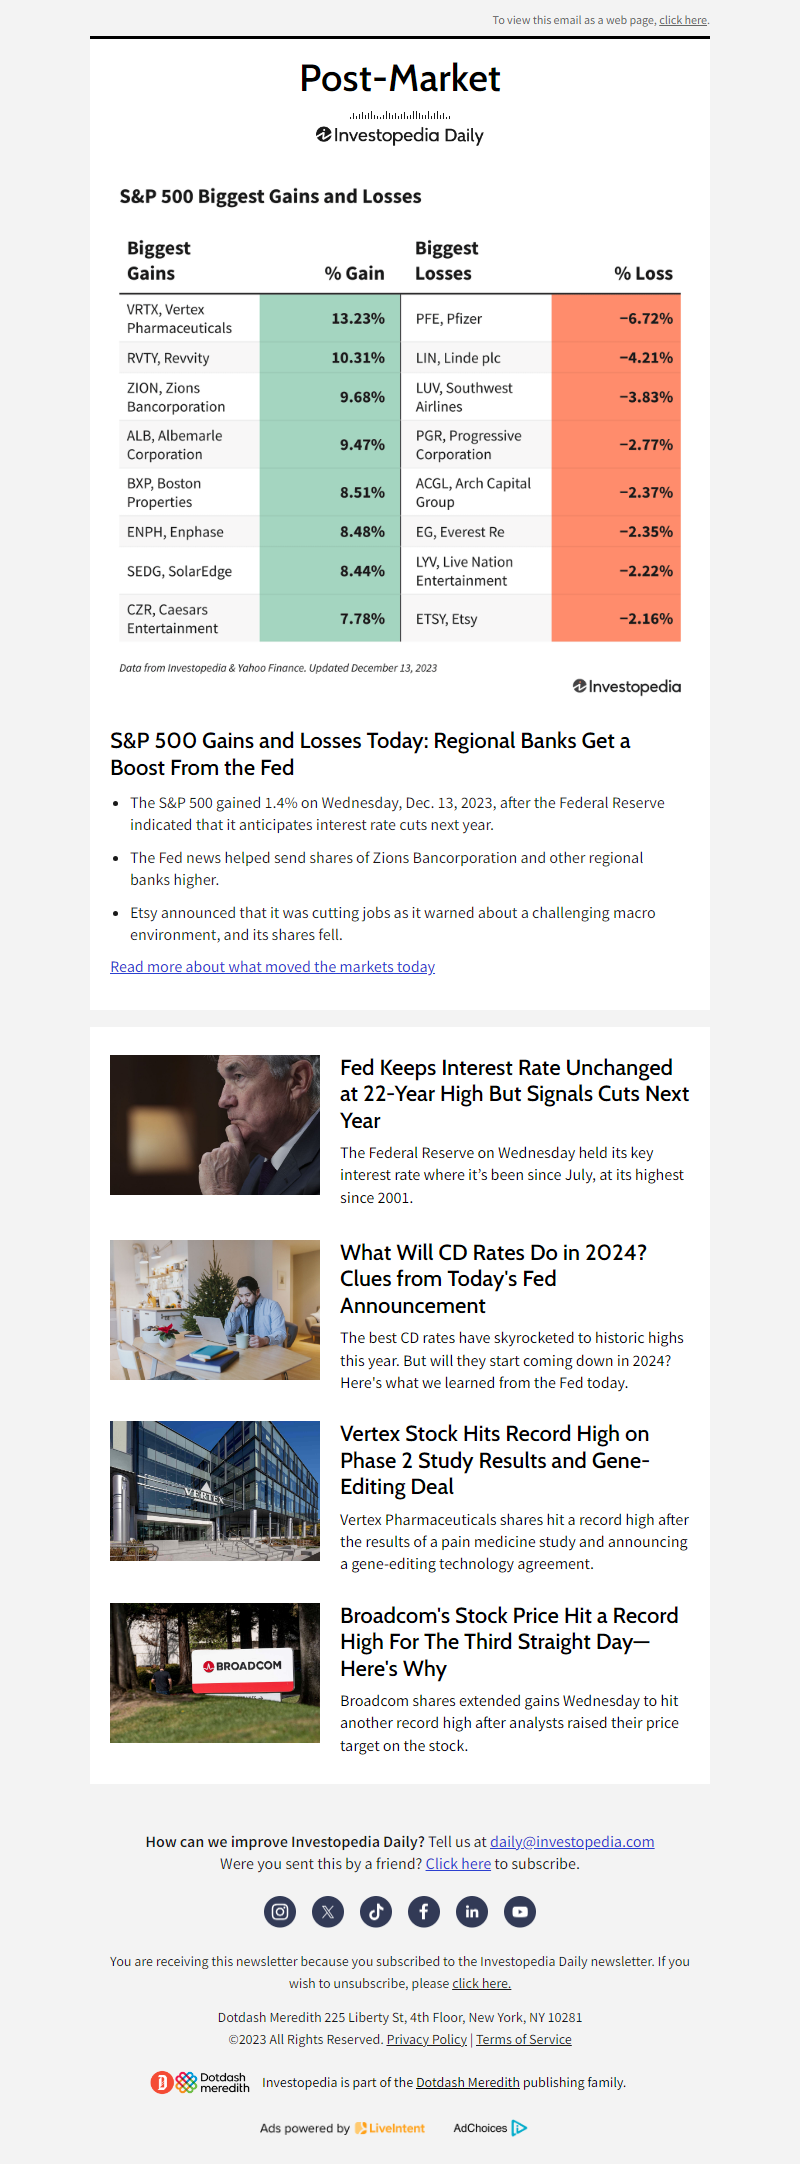 To view this email as a web page, click here.
Post-Market
Investopedia Daily
S&P 500 Biggest Gains and Losses
Biggest Gains % Gain Biggest Losses % Loss
VRTX, Vertex Pharmaceuticals 13.23% PFE, Pfizer −6.72%
RVTY, Revvity 10.31% LIN, Linde plc −4.21%
ZION, Zions Bancorporation 9.68% LUV, Southwest Airlines −3.83%
ALB, Albemarle Corporation 9.47% PGR, Progressive Corporation −2.77%
BXP, Boston Properties 8.51% ACGL, Arch Capital Group −2.37%
ENPH, Enphase 8.48% EG, Everest Re −2.35%
SEDG, SolarEdge 8.44% LYV, Live Nation Entertainment −2.22%
CZR, Caesars Entertainment 7.78% ETSY, Etsy −2.16%
Data from Investopedia & Yahoo Finance. Updated December 13, 2023
Investopedia
S&P 500 Gains and Losses Today: Regional Banks Get a
Boost From the Fed
• The S&P 500 gained 1.4% on Wednesday, Dec. 13, 2023, after the Federal Reserve
indicated that it anticipates interest rate cuts next year.
• The Fed news helped send shares of Zions Bancorporation and other regional
banks higher.
• Etsy announced that it was cutting jobs as it warned about a challenging macro
environment, and its shares fell.
Read more about what moved the markets today
Fed Keeps Interest Rate Unchanged
at 22-Year High But Signals Cuts Next
Year
The Federal Reserve on Wednesday held its key
interest rate where it’s been since July, at its highest
since 2001.
What Will CD Rates Do in 2024?
Clues from Today's Fed
Announcement
The best CD rates have skyrocketed to historic highs
this year. But will they start coming down in 2024?
Here's what we learned from the Fed today.
VERTEX
Vertex Stock Hits Record High on
Phase 2 Study Results and Gene-
Editing Deal
Vertex Pharmaceuticals shares hit a record high after
the results of a pain medicine study and announcing
a gene-editing technology agreement.
BROADCOM
Broadcom's Stock Price Hit a Record
High For The Third Straight Day—
Here's Why
Broadcom shares extended gains Wednesday to hit
another record high after analysts raised their price
target on the stock.
How can we improve Investopedia Daily? Tell us at daily@investopedia.com
Were you sent this by a friend? Click here to subscribe.
You are receiving this newsletter because you subscribed to the Investopedia Daily newsletter. If you
wish to unsubscribe, please click here.
Dotdash Meredith 225 Liberty St, 4th Floor, New York, NY 10281
©2023 All Rights Reserved. Privacy Policy | Terms of Service
Dotdash
meredith
Investopedia is part of the Dotdash Meredith publishing family.
Ads powered by LiveIntent AdChoices